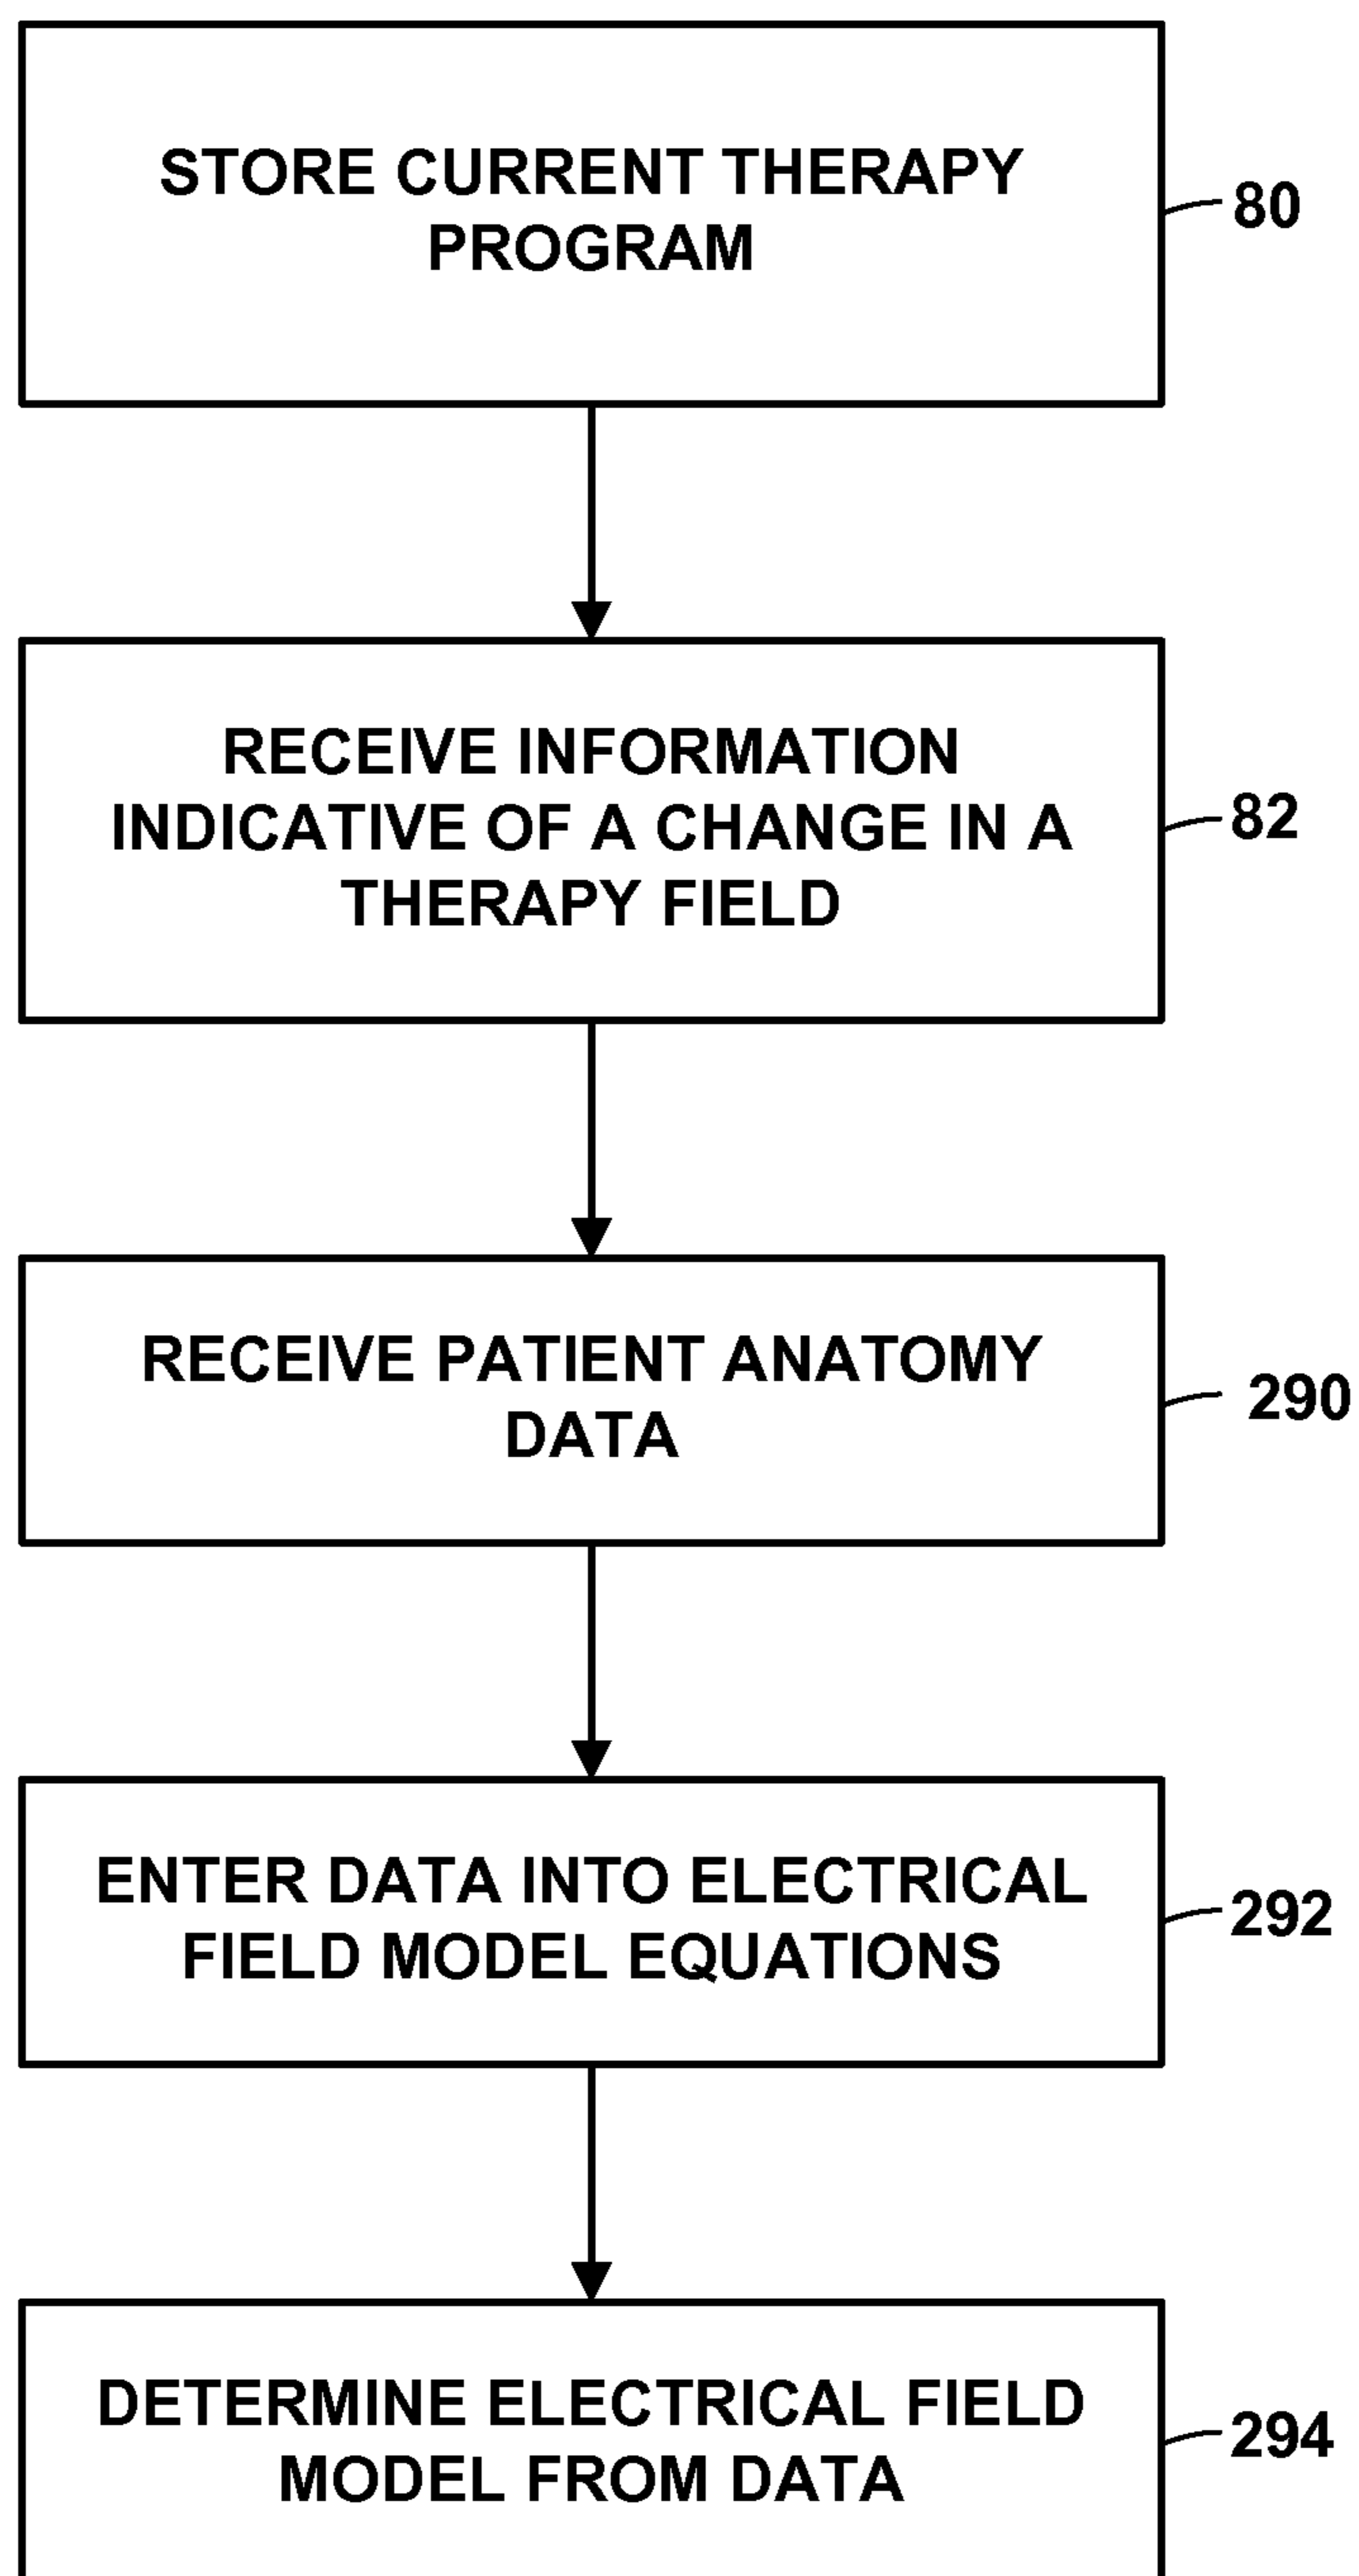 STORE CURRENT THERAPY
PROGRAM
80
RECEIVE INFORMATION
INDICATIVE OF A CHANGE IN A
THERAPY FIELD
82
RECEIVE PATIENT ANATOMY
DATA
290
ENTER DATA INTO ELECTRICAL
FIELD MODEL EQUATIONS
292
DETERMINE ELECTRICAL FIELD
MODEL FROM DATA
294